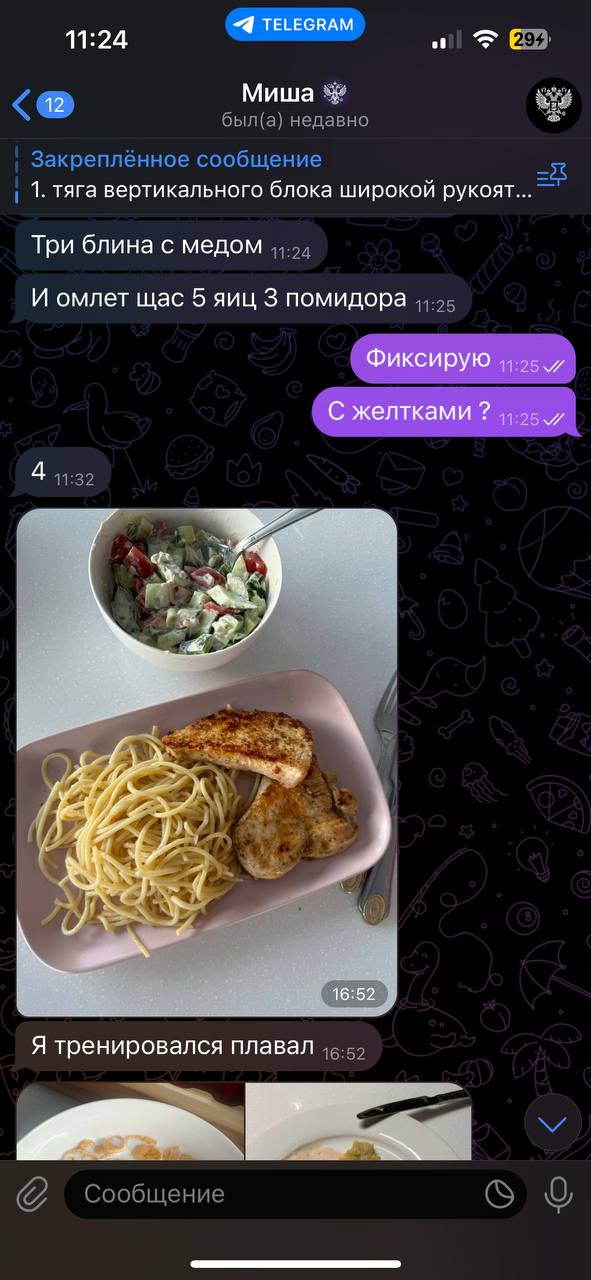 11:24
TELEGRAM
29
12
Миша
был(а) недавно
Закреплённое сообщение
1. тяга вертикального блока широкой рукоят...
Три блина с медом 11:24
И омлет щас 5 яиц 3 помидора 11:25
Фиксирую 11:25
С желтками ? 11:25
4 11:32
16:52
Я тренировался плавал 16:52
Сообщение